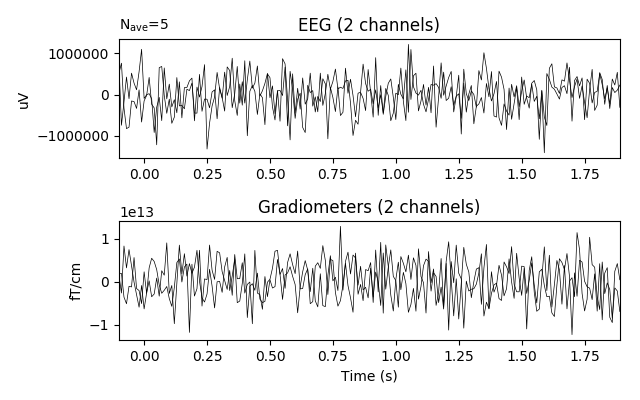 N_ave=5
EEG (2 channels)
1000000
0
−1000000
uV
0.00 0.25 0.50 0.75 1.00 1.25 1.50 1.75
1e13
Gradiometers (2 channels)
1
0
−1
fT/cm
0.00 0.25 0.50 0.75 1.00 1.25 1.50 1.75
Time (s)